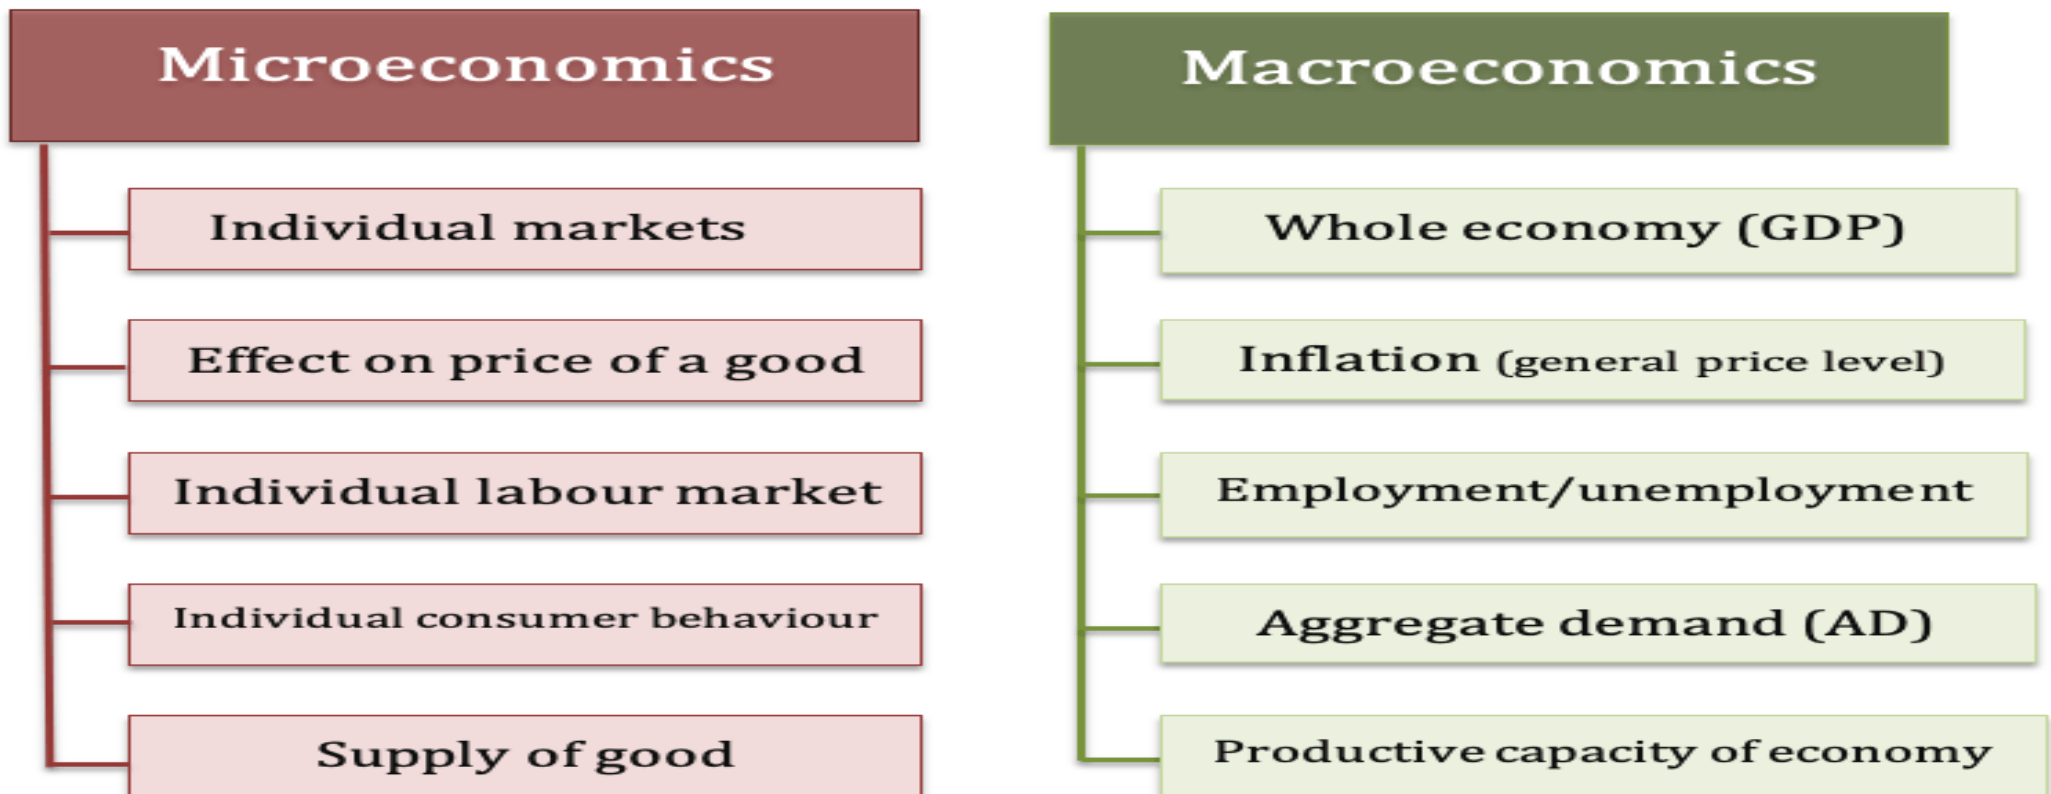 Microeconomics
Individual markets
Effect on price of a good
Individual labour market
Individual consumer behaviour
Supply of good
Macroeconomics
Whole economy (GDP)
Inflation (general price level)
Employment/unemployment
Aggregate demand (AD)
Productive capacity of economy